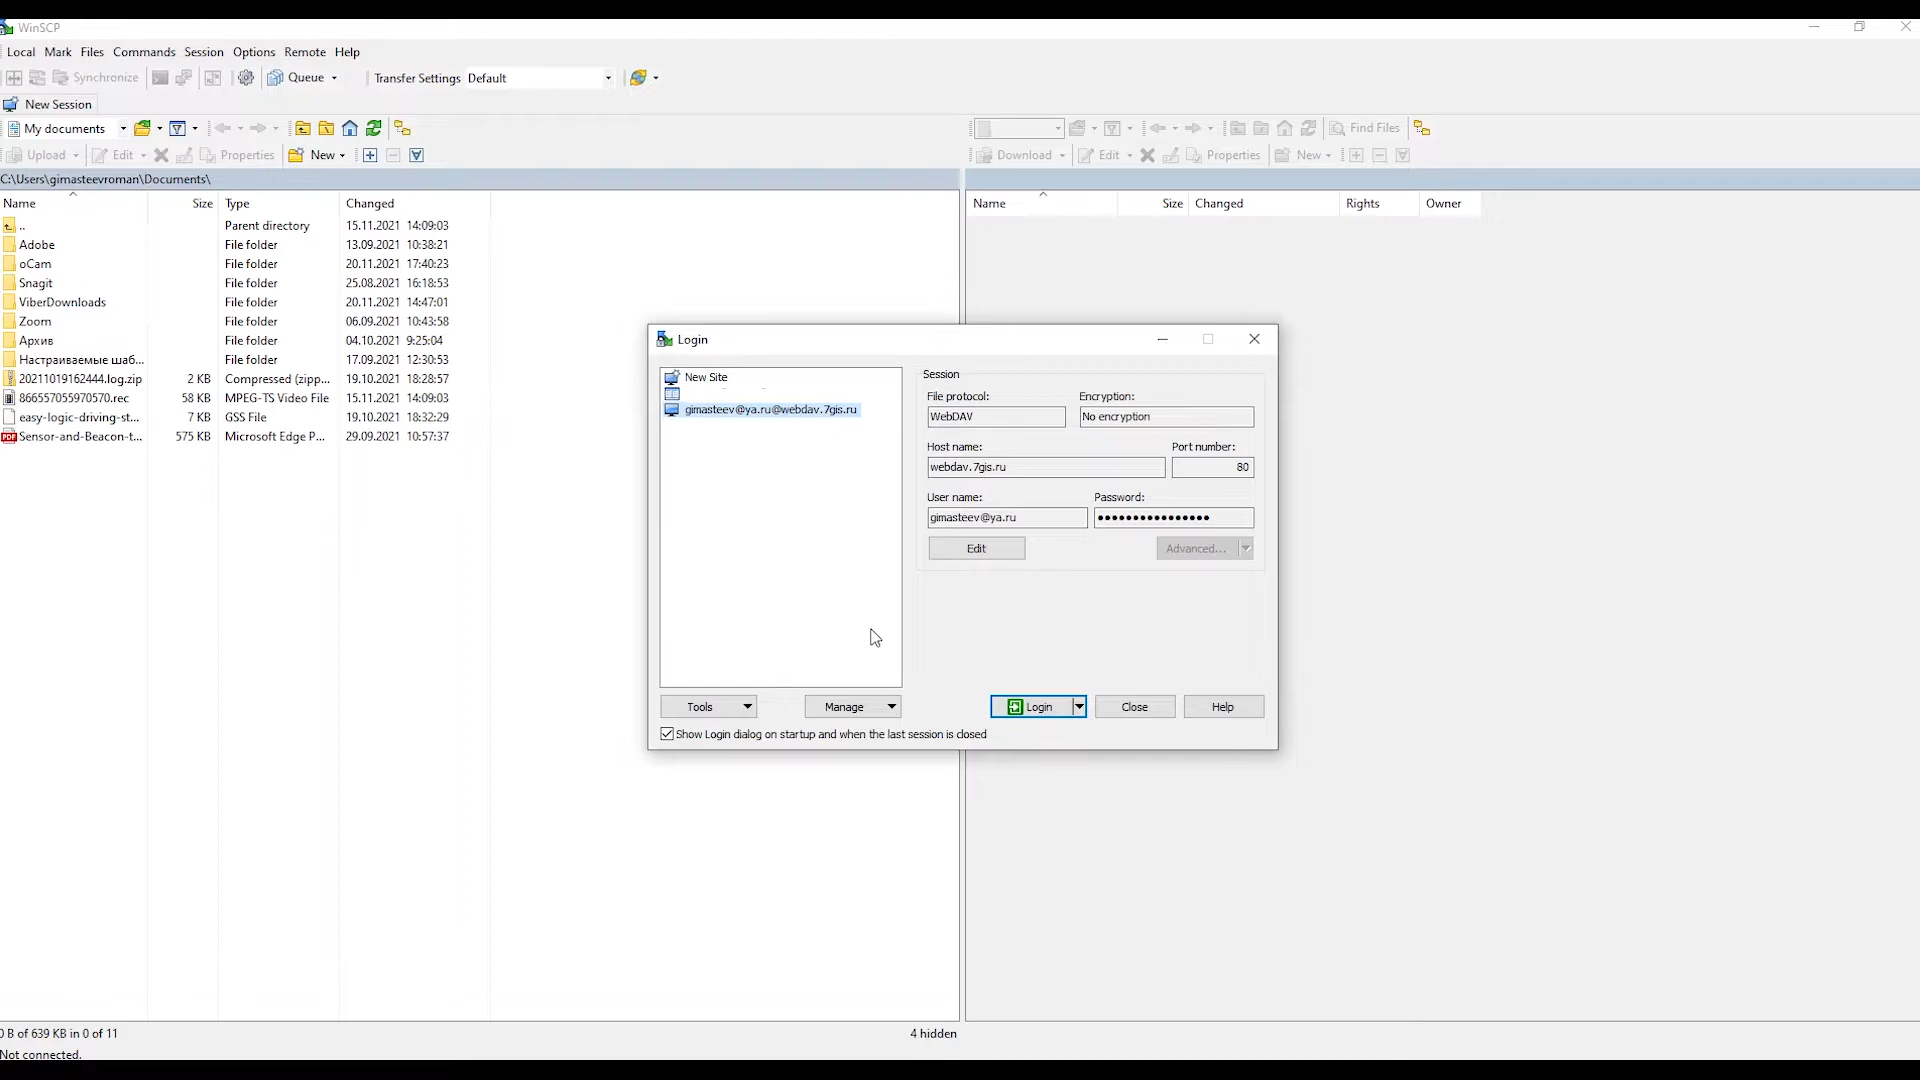 WinSCP
Local Mark Files Commands Session Options Remote Help
Synchronize Queue Transfer Settings Default
New Session
My documents Find Files
Upload Edit Properties New Download Edit Properties New
C:\Users\gimasteevroman\Documents\
Name Size Type Changed Name Size Changed Rights Owner
.. Parent directory 15.11.2021 14:09:03
Adobe File folder 13.09.2021 10:38:21
oCam File folder 20.11.2021 17:40:23
Snagit File folder 25.08.2021 16:18:53
ViberDownloads File folder 20.11.2021 14:47:01
Zoom File folder 06.09.2021 10:43:58
Архив File folder 04.10.2021 9:25:04
Настраиваемые шаб... File folder 17.09.2021 12:30:53
20211019162444.log.zip 2 KB Compressed (zipp... 19.10.2021 18:28:57
866557055970570.rec 58 KB MPEG-TS Video File 15.11.2021 14:09:03
easy-logic-driving-st... 7 KB GSS File 19.10.2021 18:32:29
Sensor-and-Beacon-t... 575 KB Microsoft Edge P... 29.09.2021 10:57:37
Login
New Site
gimasteev@ya.ru@webdav.7gis.ru
Session
File protocol: Encryption:
WebDAV No encryption
Host name: Port number:
webdav.7gis.ru 80
User name: Password:
gimasteev@ya.ru ••••••••••••••••
Edit Advanced...
Tools Manage Login Close Help
Show Login dialog on startup and when the last session is closed
0 B of 639 KB in 0 of 11 4 hidden
Not connected.